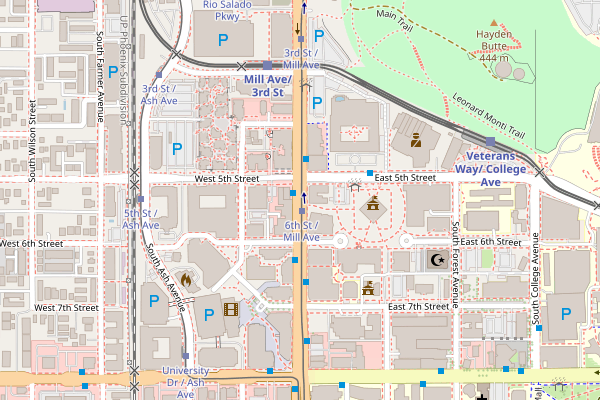 Rio Salado
Pkwy
Main Trail
Hayden
Butte
444 m
UP Phoenix Subdivision
South Farmer Avenue
3rd St /
Mill Ave
P
P
P
P
Mill Ave/
3rd St
3rd St /
Ash Ave
Leonard Monti Trail
South Wilson Street
P
Veterans
Way/ College
Ave
West 5th Street
East 5th Street
5th St /
Ash Ave
6th St /
Mill Ave
West 6th Street
East 6th Street
South Forest Avenue
South College Avenue
South Ash Avenue
West 7th Street
East 7th Street
P
P
P
University
Dr / Ash
Ave